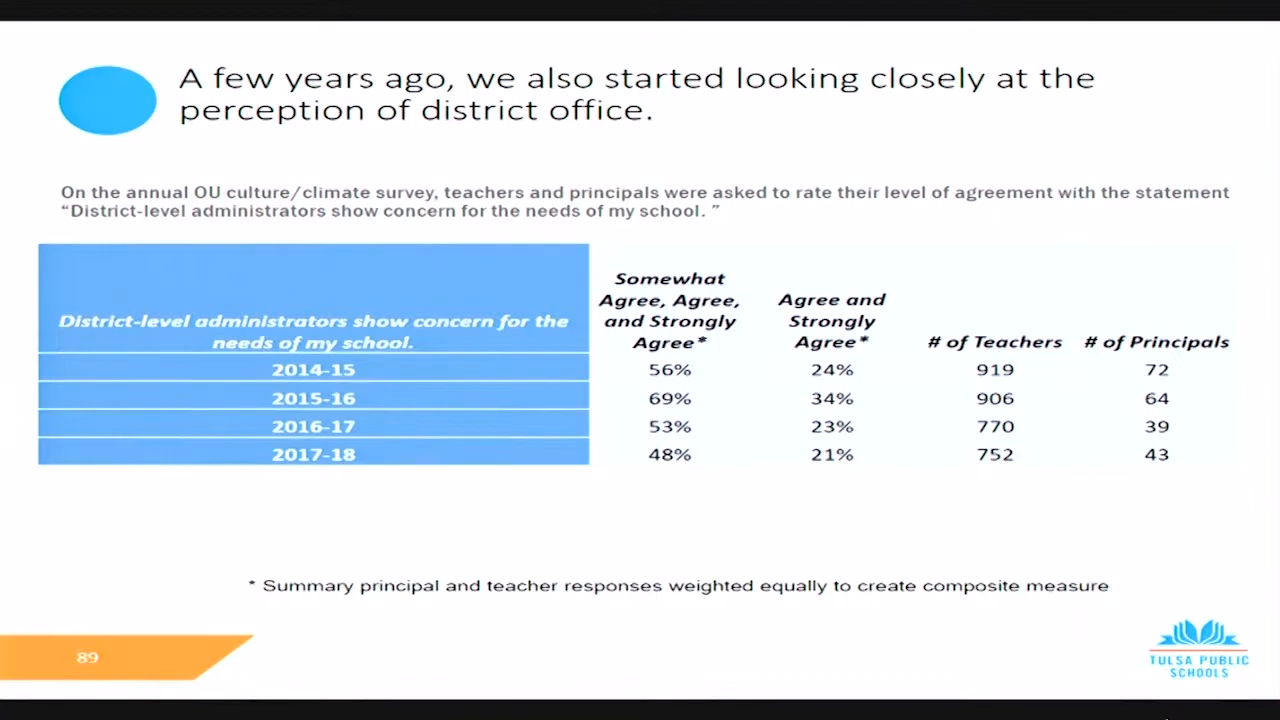 A few years ago, we also started looking closely at the
perception of district office.
On the annual OU culture/climate survey, teachers and principals were asked to rate their level of agreement with the statement
“District-level administrators show concern for the needs of my school. ”
District-level administrators show concern for the
needs of my school.
Somewhat
Agree, Agree,
and Strongly
Agree*
Agree and
Strongly
Agree*
# of Teachers
# of Principals
2014-15 56% 24% 919 72
2015-16 69% 34% 906 64
2016-17 53% 23% 770 39
2017-18 48% 21% 752 43
* Summary principal and teacher responses weighted equally to create composite measure
89
TULSA PUBLIC
SCHOOLS